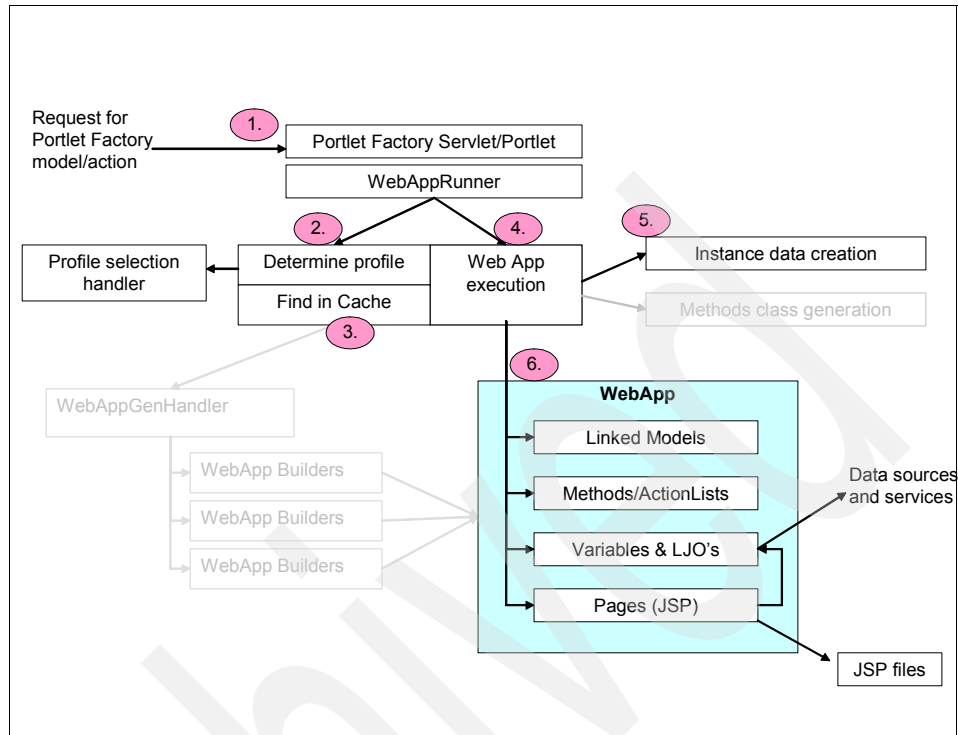 Request for
Portlet Factory
model/action
1.
Portlet Factory Servlet/Portlet
WebAppRunner
2.
4.
5.
Profile selection
handler
Determine profile
Web App
execution
Instance data creation
Find in Cache
Methods class generation
3.
6.
WebAppGenHandler
WebApp
Linked Models
WebApp Builders
Methods/ActionLists
Data sources
and services
WebApp Builders
Variables & LJO's
WebApp Builders
Pages (JSP)
JSP files